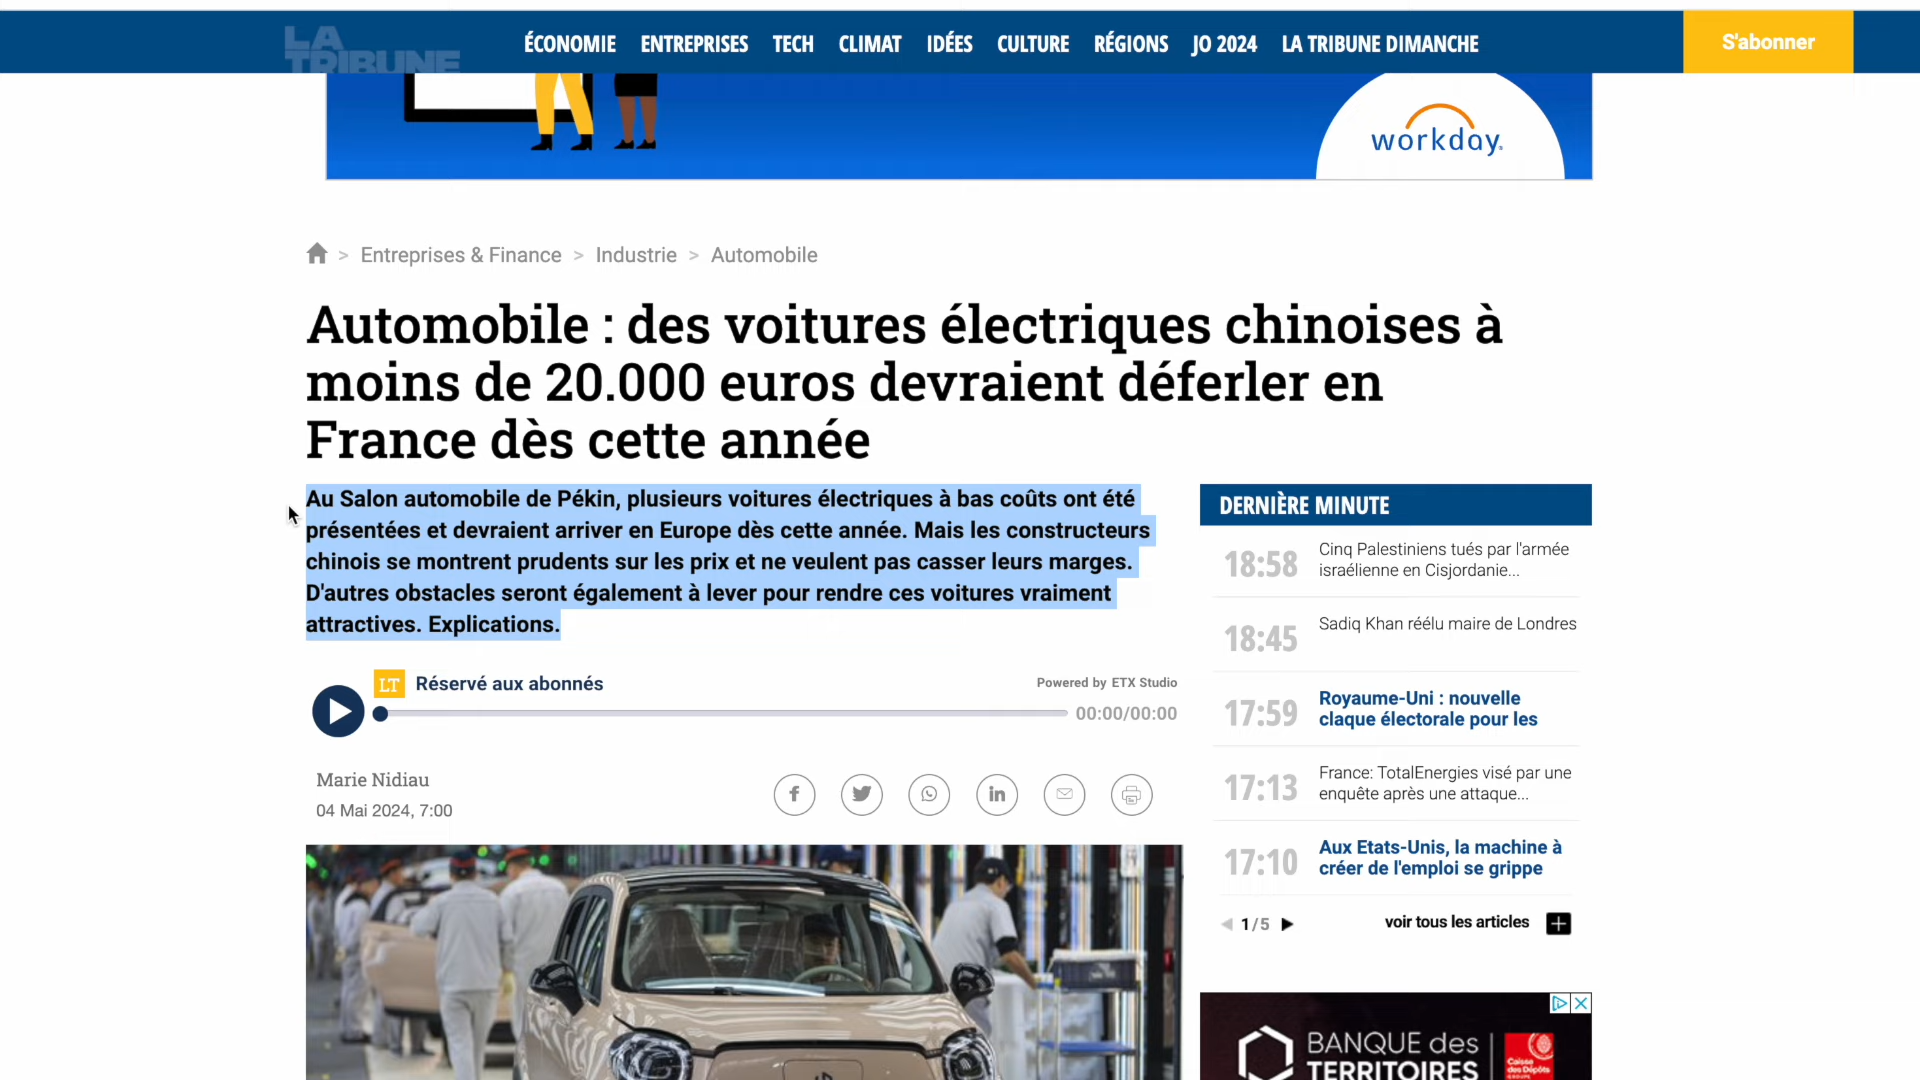 LA TRIBUNE
ÉCONOMIE ENTREPRISES TECH CLIMAT IDÉES CULTURE RÉGIONS JO 2024 LA TRIBUNE DIMANCHE
S'abonner
workday.
> Entreprises & Finance > Industrie > Automobile
Automobile : des voitures électriques chinoises à
moins de 20.000 euros devraient déferler en
France dès cette année
Au Salon automobile de Pékin, plusieurs voitures électriques à bas coûts ont été
présentées et devraient arriver en Europe dès cette année. Mais les constructeurs
chinois se montrent prudents sur les prix et ne veulent pas casser leurs marges.
D'autres obstacles seront également à lever pour rendre ces voitures vraiment
attractives. Explications.
LT Réservé aux abonnés
Powered by ETX Studio
00:00/00:00
Marie Nidiau
04 Mai 2024, 7:00
DERNIÈRE MINUTE
18:58 Cinq Palestiniens tués par l'armée
israélienne en Cisjordanie...
18:45 Sadiq Khan réélu maire de Londres
17:59 Royaume-Uni : nouvelle
claque électorale pour les
17:13 France: TotalEnergies visé par une
enquête après une attaque...
17:10 Aux Etats-Unis, la machine à
créer de l'emploi se grippe
1/5
voir tous les articles
BANQUE des
TERRITOIRES
Caisse
des Dépôts
GROUPE